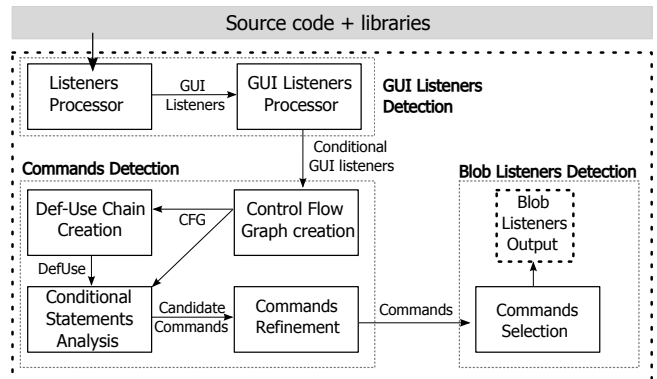 Source code + libraries
Listeners
Processor
GUI
Listeners
GUI Listeners
Processor
GUI Listeners
Detection
Conditional
GUI listeners
Commands Detection
Blob Listeners Detection
Def-Use Chain
Creation
CFG
Control Flow
Graph creation
Blob
Listeners
Output
DefUse
Conditional
Statements
Analysis
Candidate
Commands
Commands
Refinement
Commands
Commands
Selection